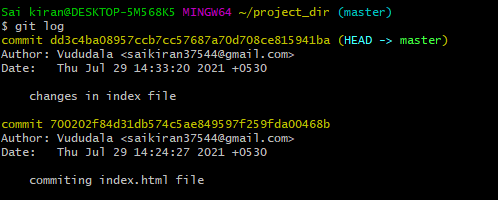 Sai kiran@DESKTOP-5M568K5 MINGW64 ~/project_dir (master)
$ git log
commit dd3c4ba08957ccb7cc57687a70d708ce815941ba (HEAD -> master)
Author: Vududala <saikiran37544@gmail.com>
Date:   Thu Jul 29 14:33:20 2021 +0530
    changes in index file
commit 700202f84d31db574c5ae849597f259fda00468b
Author: Vududala <saikiran37544@gmail.com>
Date:   Thu Jul 29 14:24:27 2021 +0530
    commiting index.html file